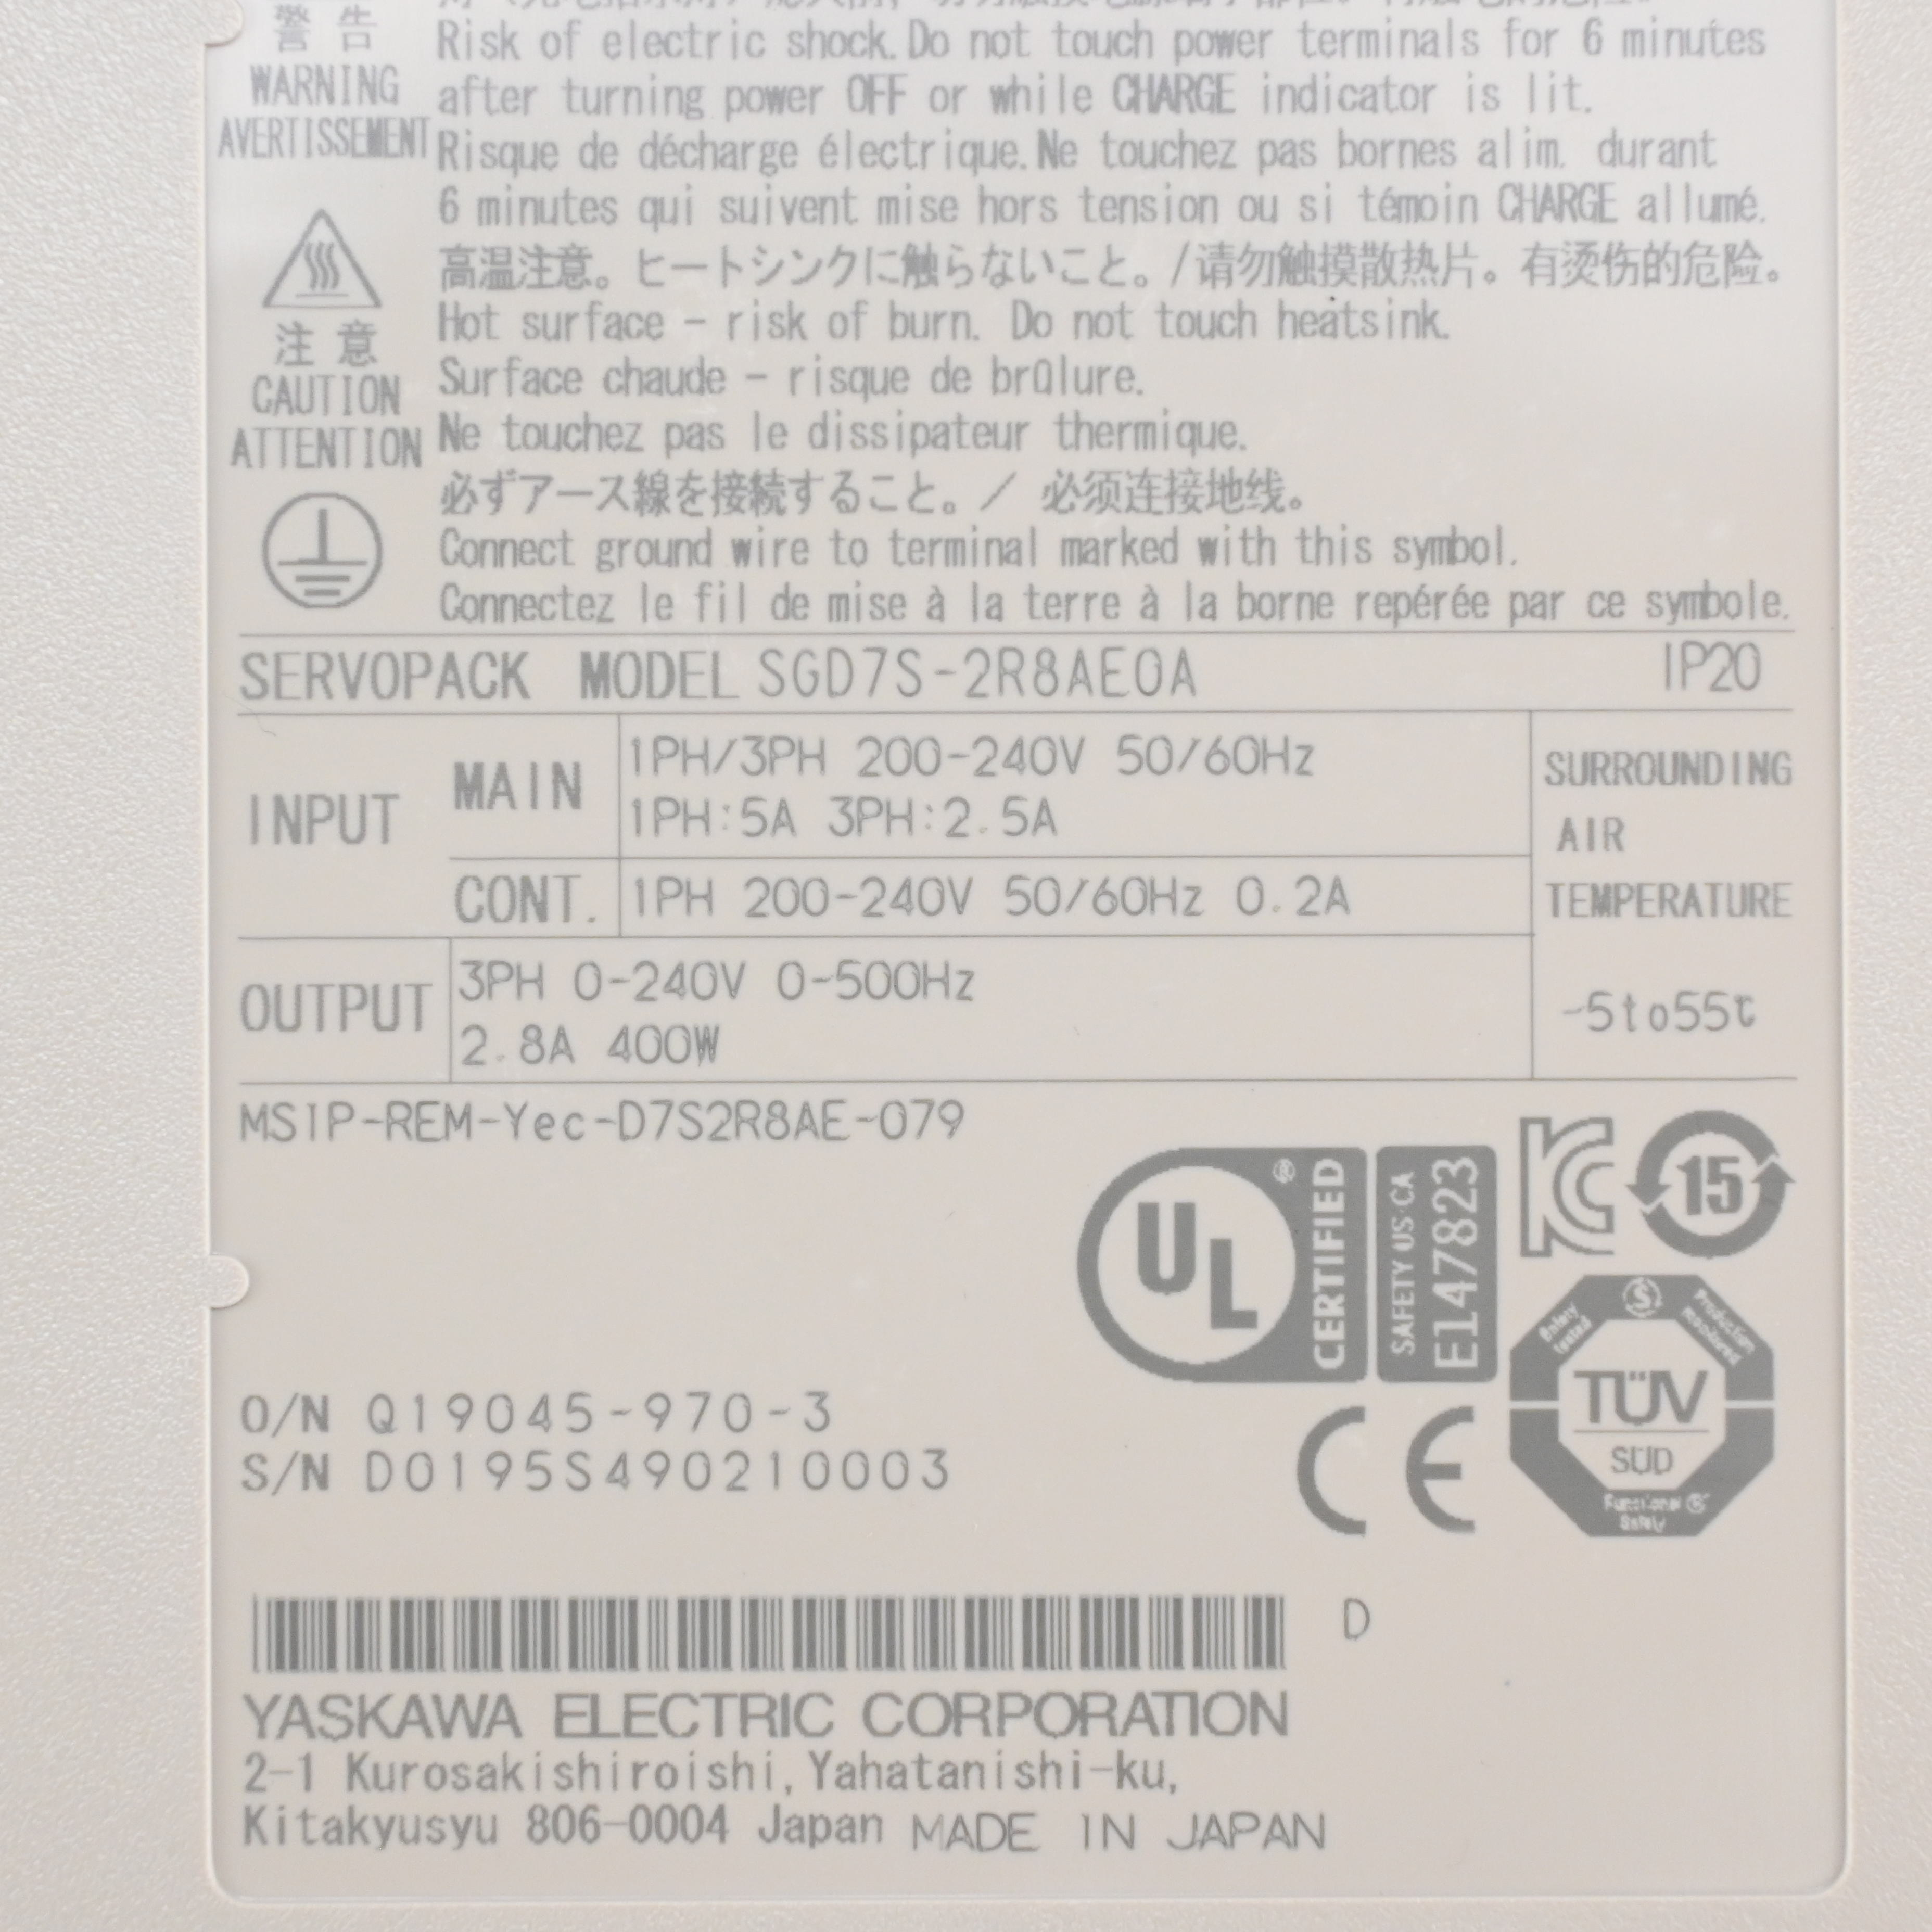 警 告
WARNING
AVERTISSEMENT
Risk of electric shock. Do not touch power terminals for 6 minutes
after turning power OFF or while CHARGE indicator is lit.
Risque de décharge électrique. Ne touchez pas bornes alim. durant
6 minutes qui suivent mise hors tension ou si témoin CHARGE allumé.
注 意
CAUTION
ATTENTION
高温注意。ヒートシンクに触らないこと。/请勿触摸散热片。有烫伤的危险。
Hot surface - risk of burn. Do not touch heatsink.
Surface chaude - risque de brûlure.
Ne touchez pas le dissipateur thermique.
必ずアース線を接続すること。/ 必须连接地线。
Connect ground wire to terminal marked with this symbol.
Connectez le fil de mise à la terre à la borne repérée par ce symbole.
SERVOPACK MODEL SGD7S-2R8AE0A IP20
INPUT
MAIN
1PH/3PH 200-240V 50/60Hz
1PH:5A 3PH:2.5A
CONT.
1PH 200-240V 50/60Hz 0.2A
OUTPUT
3PH 0-240V 0-500Hz
2.8A 400W
SURROUNDING
AIR
TEMPERATURE
-5to55℃
MSIP-REM-Yec-D7S2R8AE-079
UL ® CERTIFIED
SAFETY US CA
E147823
KC
15
Safety tested
Production monitored
TÜV
SÜD
Functional Safety
CE
O/N Q19045-970-3
S/N D0195S490210003
D
YASKAWA ELECTRIC CORPORATION
2-1 Kurosakishiroishi, Yahatanishi-ku,
Kitakyusyu 806-0004 Japan MADE IN JAPAN